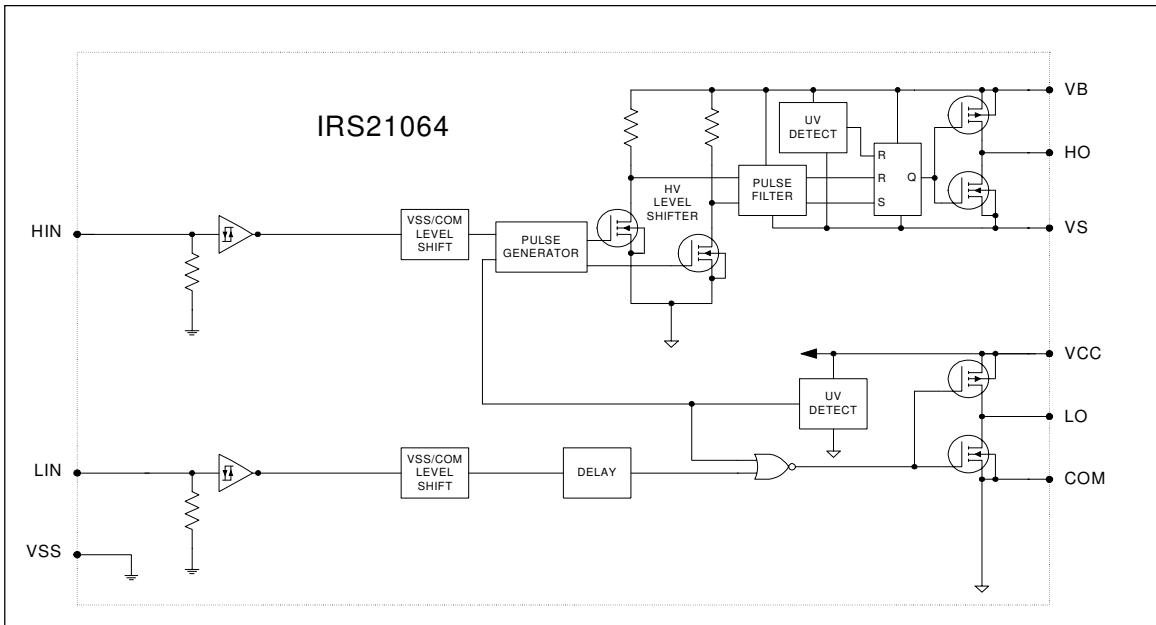 IRS21064
VB
UV
DETECT
HO
R
R
Q
S
PULSE
FILTER
HV
LEVEL
SHIFTER
VS
HIN
VSS/COM
LEVEL
SHIFT
PULSE
GENERATOR
VCC
UV
DETECT
LO
LIN
VSS/COM
LEVEL
SHIFT
DELAY
COM
VSS